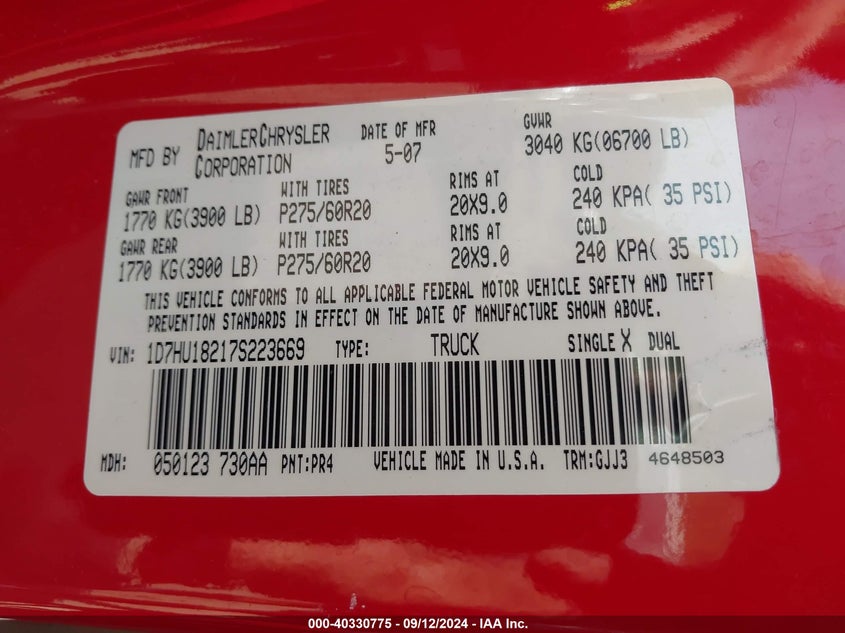 MFD BY DAIMLERCHRYSLER CORPORATION DATE OF MFR 5-07 GVWR 3040 KG(06700 LB)
GAWR FRONT WITH TIRES RIMS AT COLD
1770 KG(3900 LB) P275/60R20 20X9.0 240 KPA( 35 PSI)
GAWR REAR WITH TIRES RIMS AT COLD
1770 KG(3900 LB) P275/60R20 20X9.0 240 KPA( 35 PSI)
THIS VEHICLE CONFORMS TO ALL APPLICABLE FEDERAL MOTOR VEHICLE SAFETY AND THEFT
PREVENTION STANDARDS IN EFFECT ON THE DATE OF MANUFACTURE SHOWN ABOVE.
VIN: 1D7HU18217S223669 TYPE: TRUCK SINGLE X DUAL
MDH: 050123 730AA PNT:PR4 VEHICLE MADE IN U.S.A. TRM:GJJ3 4648503
000-40330775 - 09/12/2024 - IAA Inc.